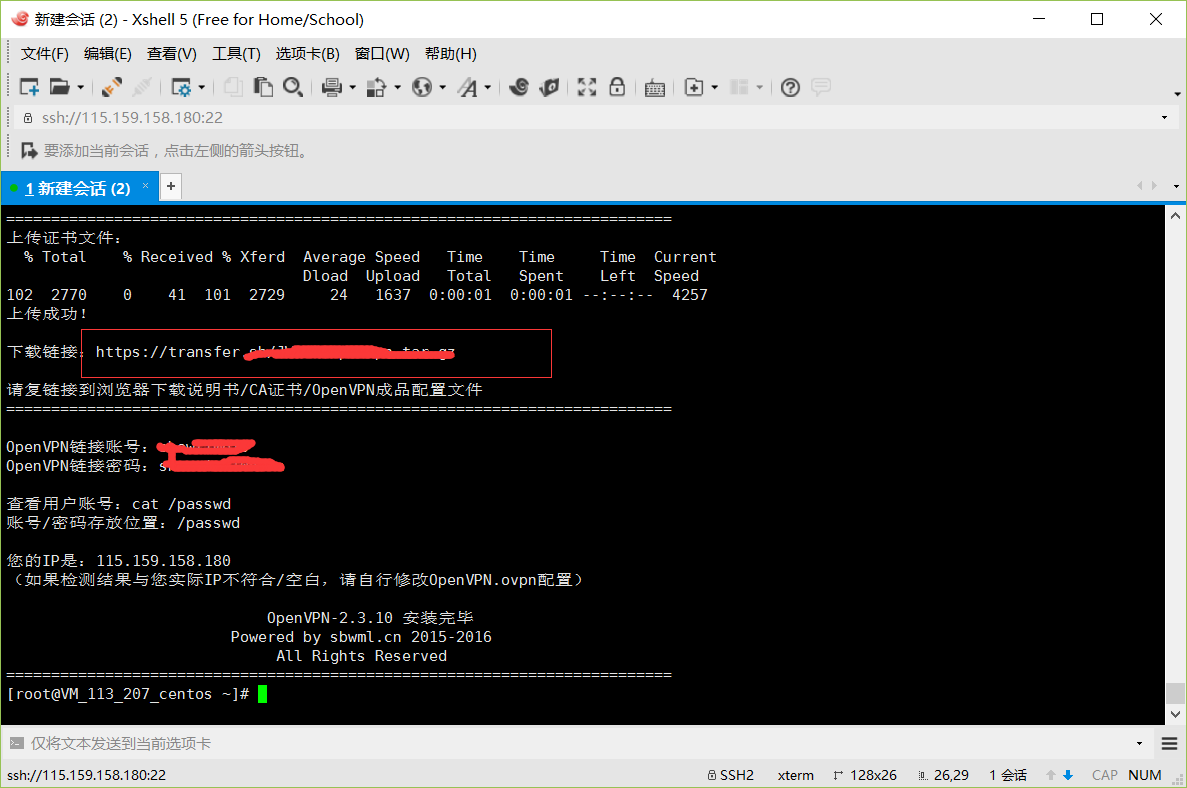 新建会话 (2) - Xshell 5 (Free for Home/School)
文件(F) 编辑(E) 查看(V) 工具(T) 选项卡(B) 窗口(W) 帮助(H)
ssh://115.159.158.180:22
要添加当前会话，点击左侧的箭头按钮。
1 新建会话 (2) × +
==========================================================================
上传证书文件：
% Total % Received % Xferd Average Speed Time Time Time Current
Dload Upload Total Spent Left Speed
102 2770 0 41 101 2729 24 1637 0:00:01 0:00:01 --:--:-- 4257
上传成功！
下载链接：https://transfer
请复链接到浏览器下载说明书/CA证书/OpenVPN成品配置文件
==========================================================================
OpenVPN链接账号：
OpenVPN链接密码：
查看用户账号：cat /passwd
账号/密码存放位置：/passwd
您的IP是：115.159.158.180
（如果检测结果与您实际IP不符合/空白，请自行修改OpenVPN.ovpn配置）
OpenVPN-2.3.10 安装完毕
Powered by sbwml.cn 2015-2016
All Rights Reserved
==========================================================================
[root@VM_113_207_centos ~]#
仅将文本发送到当前选项卡
ssh://115.159.158.180:22 SSH2 xterm 128x26 26,29 1 会话 CAP NUM